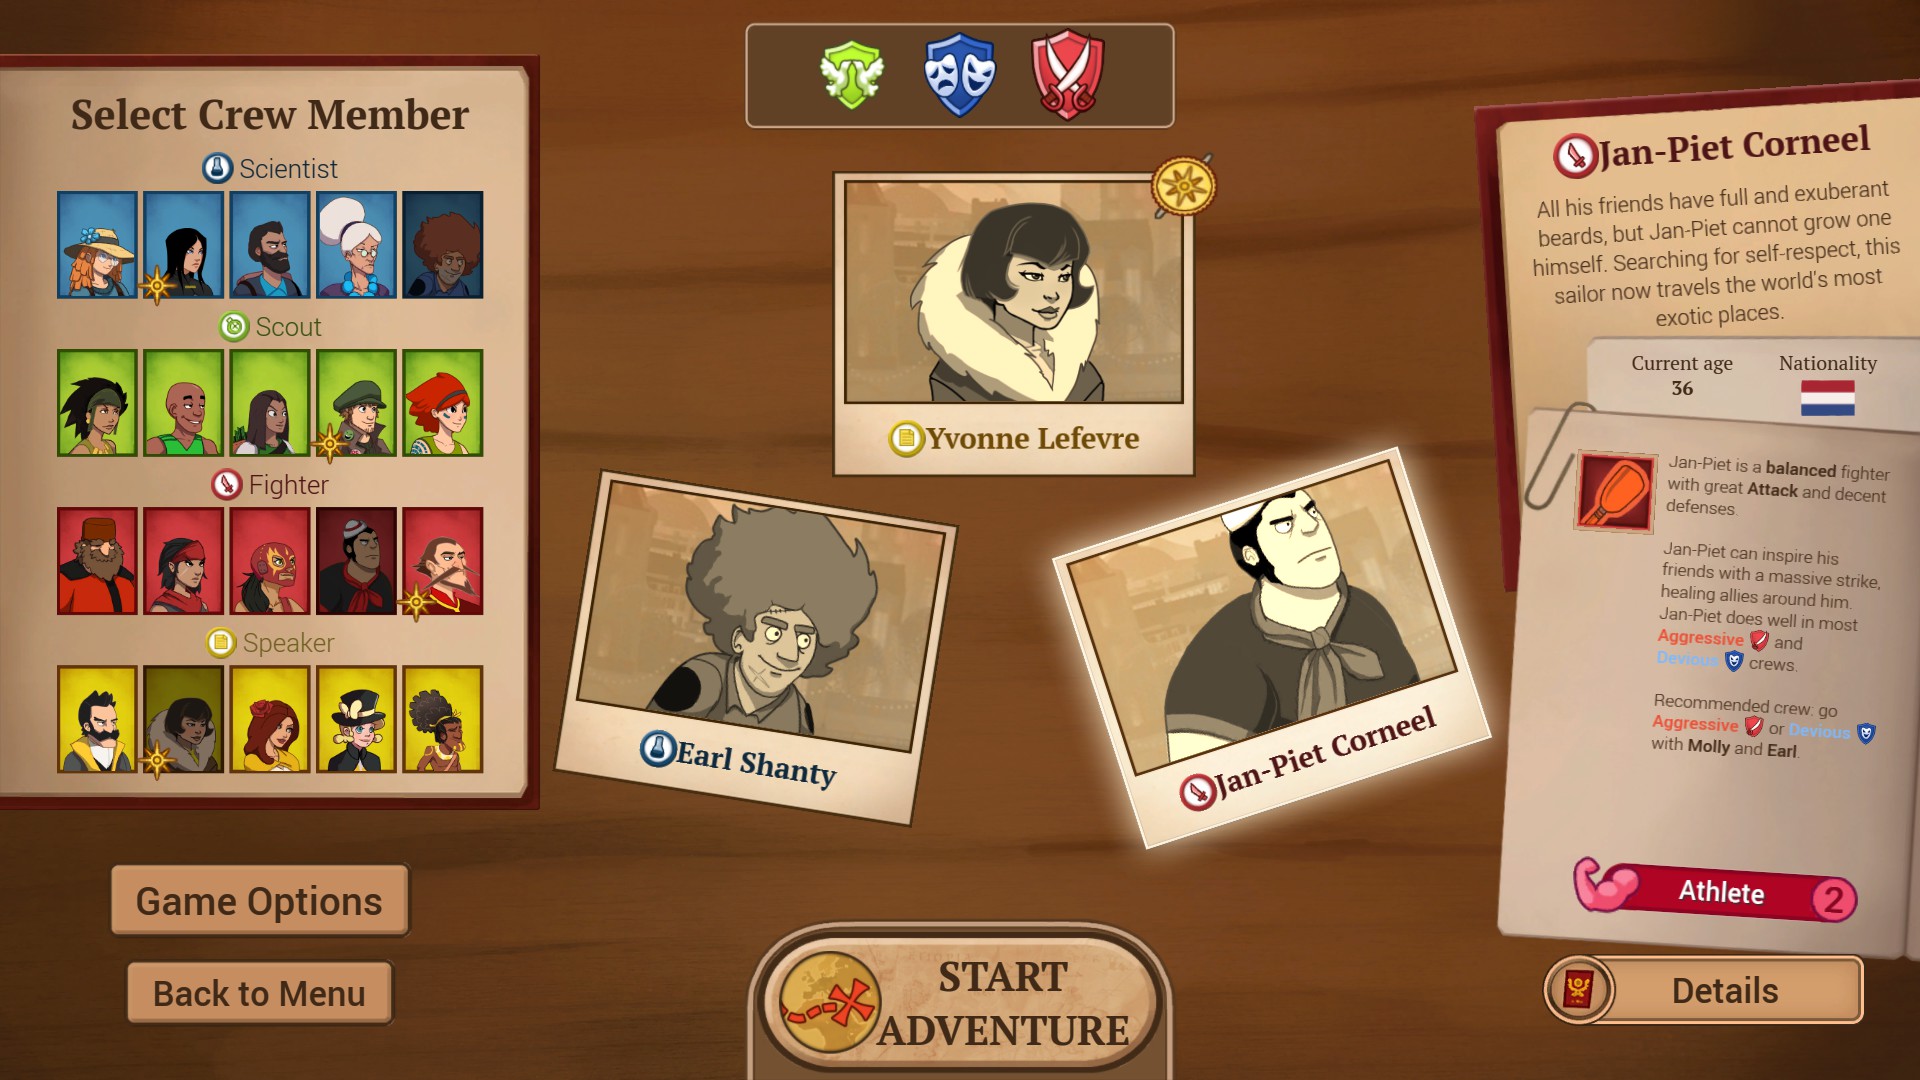 Select Crew Member
Scientist
Scout
Fighter
Speaker
Game Options
Back to Menu
Yvonne Lefevre
Earl Shanty
Jan-Piet Corneel
START
ADVENTURE
Jan-Piet Corneel
All his friends have full and exuberant
beards, but Jan-Piet cannot grow one
himself. Searching for self-respect, this
sailor now travels the world's most
exotic places.
Current age
36
Nationality
Jan-Piet is a balanced fighter
with great Attack and decent
defenses.
Jan-Piet can inspire his
friends with a massive strike,
healing allies around him.
Jan-Piet does well in most
Aggressive and
Devious crews.
Recommended crew: go
Aggressive or Devious
with Molly and Earl.
Athlete 2
Details